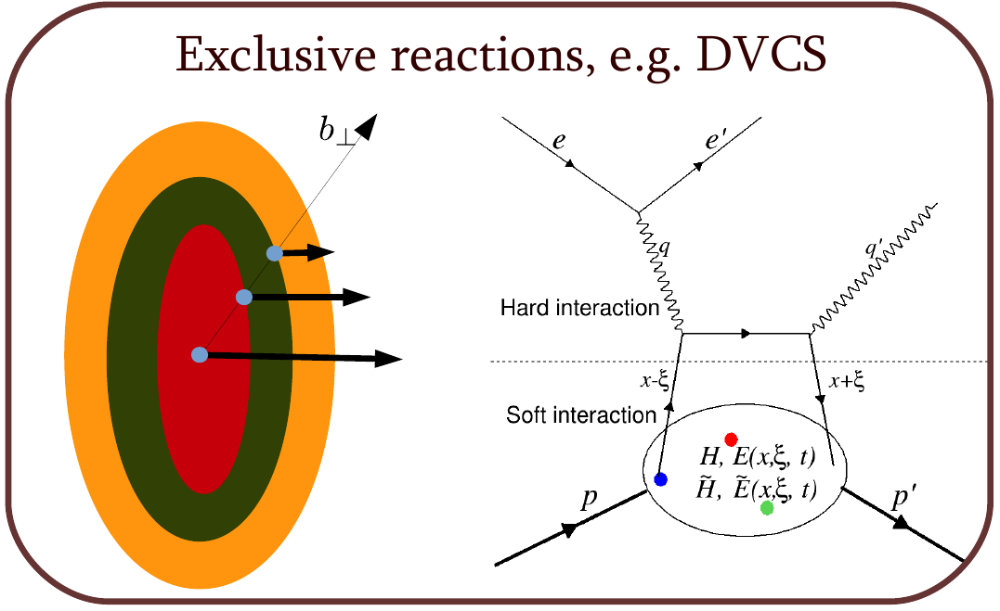 Exclusive reactions, e.g. DVCS
b⊥
e
e'
q
q'
Hard interaction
x-ξ
x+ξ
Soft interaction
H, E(x,ξ, t)
H̃, Ẽ(x,ξ, t)
p
p'